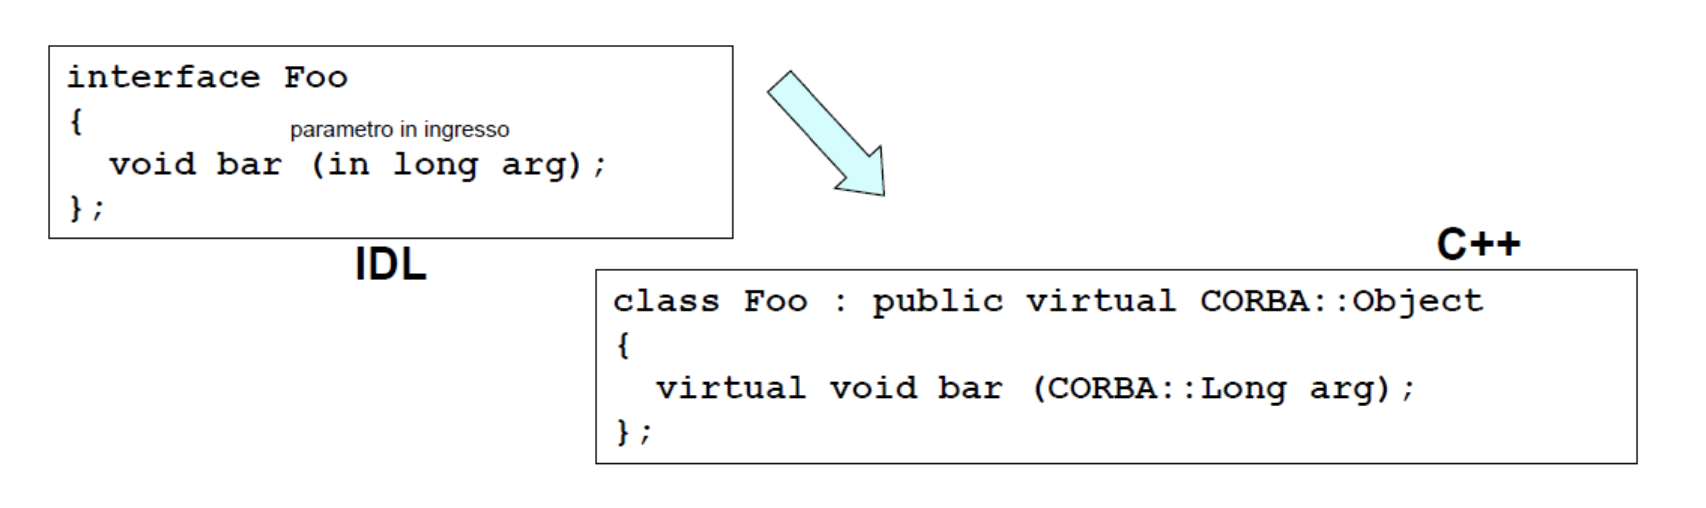 interface Foo
{
parametro in ingresso
void bar (in long arg);
};
IDL
C++
class Foo : public virtual CORBA::Object
{
virtual void bar (CORBA::Long arg);
};